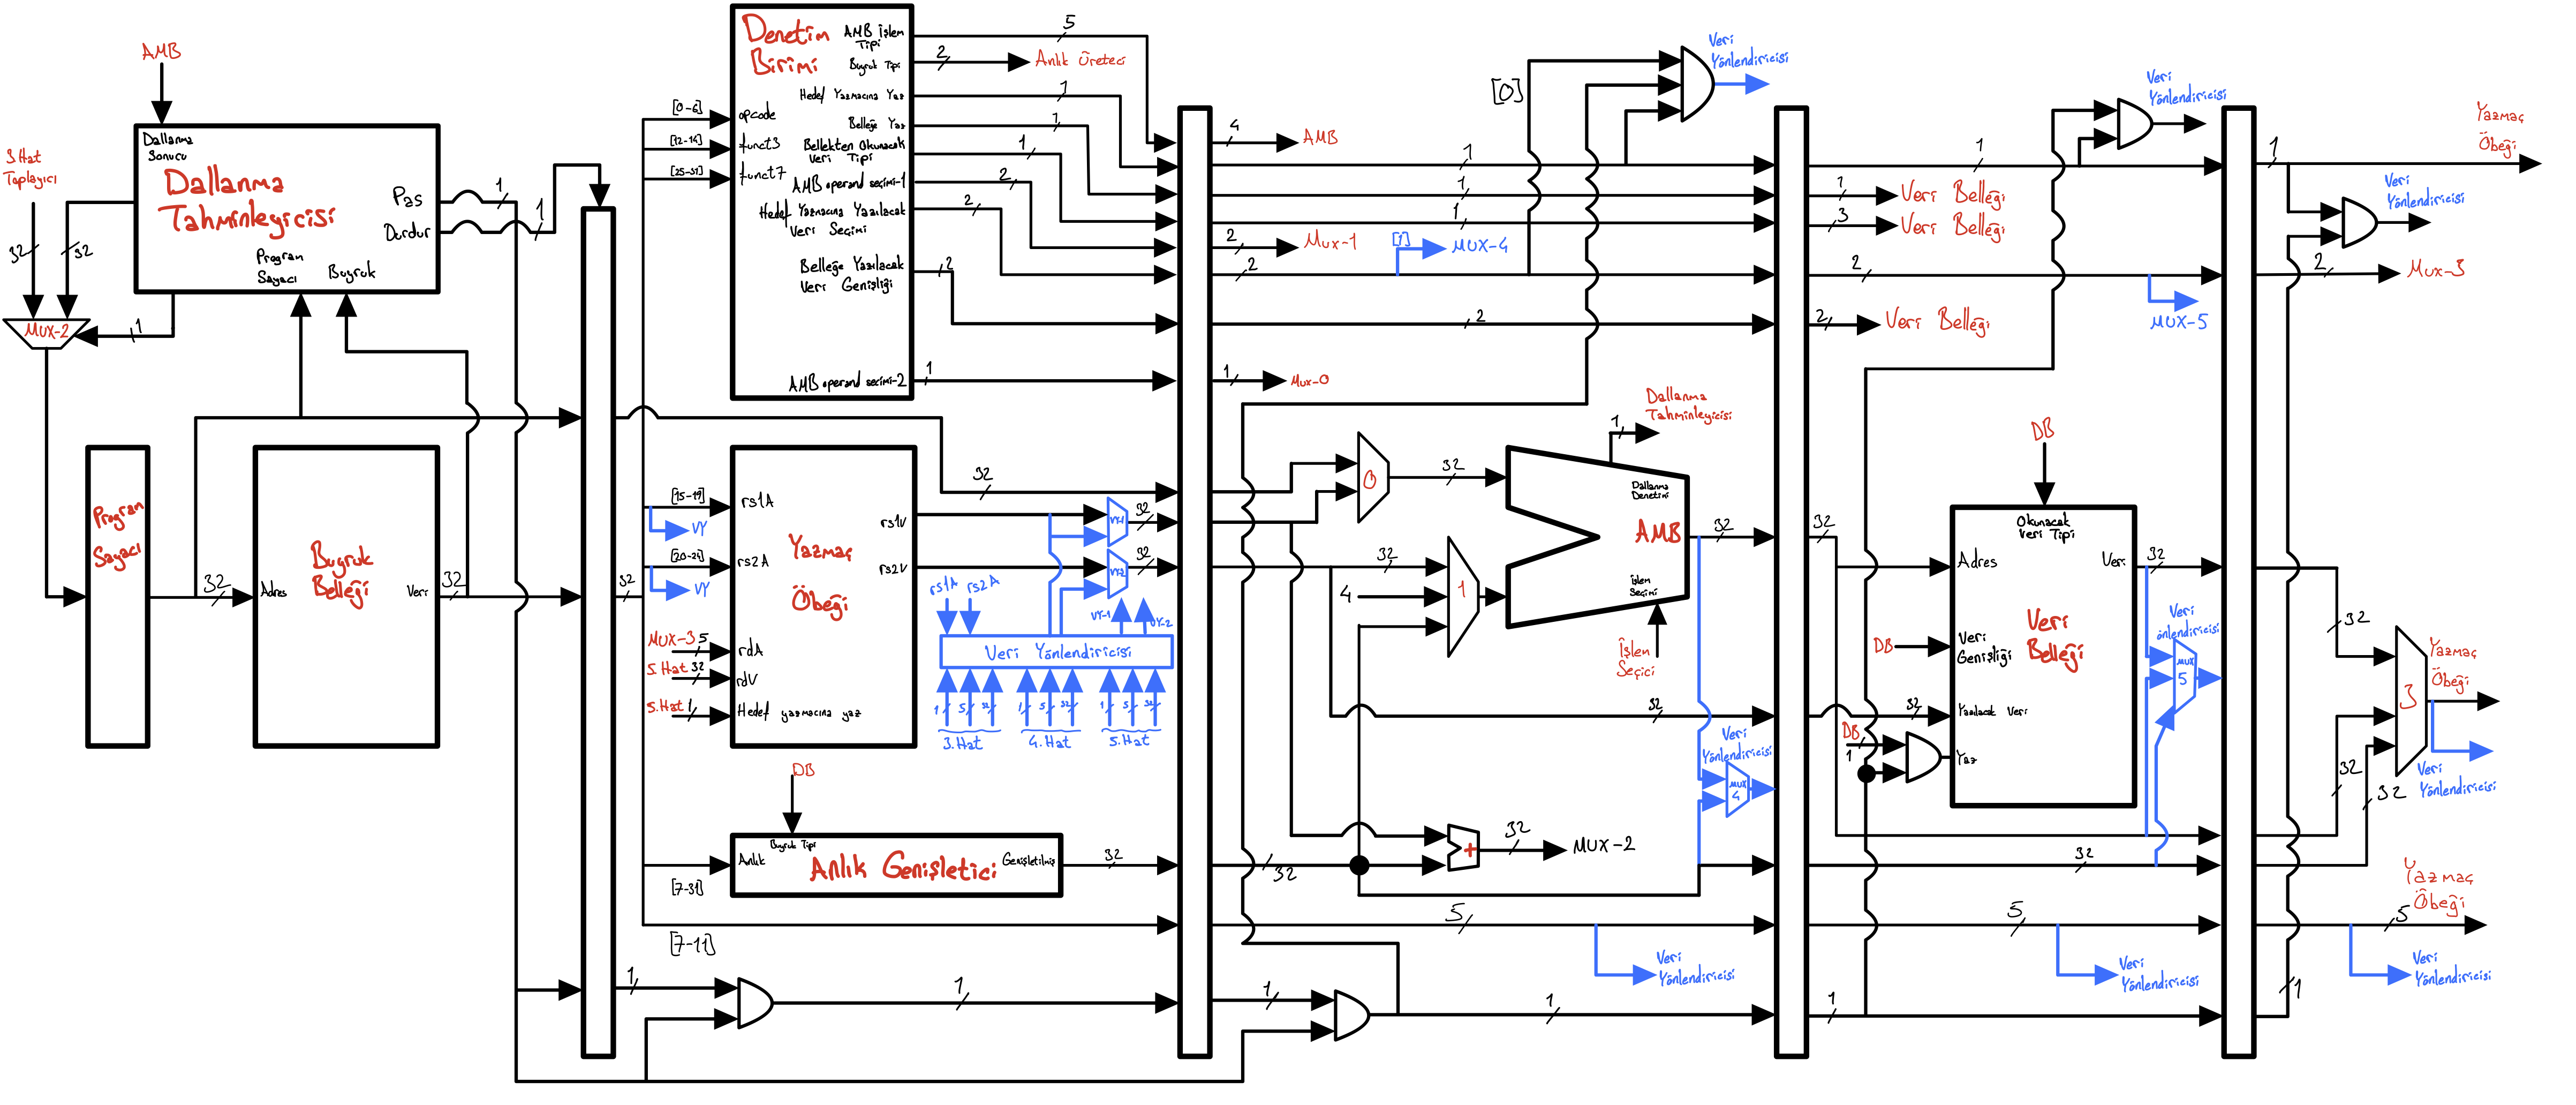 AMB
Dallanma
Sonucu
Dallanma
Tahminleyicisi
Pas
Durdur
Program
Sayacı
Buyruk
3.Hat
Toplayıcı
32
32
MUX-2
1
1
1
Program
Sayacı
32
Adres
Buyruk
Belleği
Veri
32
32
Denetim
Birimi
opcode
funct3
funct7
[0-6]
[12-14]
[25-31]
AMB İşlem
Tipi
Buyruk Tipi
Hedef Yazmacına Yaz
Belleğe Yaz
Bellekten Okunacak
Veri Tipi
AMB operand seçimi-1
Hedef Yazmacına Yazılacak
Veri Seçimi
Belleğe Yazılacak
Veri Genişliği
AMB operand seçimi-2
5
2
Anlık Üreteci
1
1
1
2
2
2
1
[15-19]
VY
[20-24]
VY
MUX-3 5
5.Hat 32
5.Hat 1
rs1A
rs2A
rdA
rdV
Hedef yazmacına yaz
Yazmaç
Öbeği
rs1V
rs2V
32
VY-1
32
VY-2
32
rs1A rs2A
VY-1
VY-2
Veri Yönlendiricisi
1 5 32 1 5 32 1 5 32
3.Hat 4.Hat 5.Hat
DB
Buyruk Tipi
Anlık
Anlık Genişletici
Genişletilmiş
32
[7-31]
[7-11]
1
1
4
AMB
1
1
1
2
Mux-1
[1]
MUX-4
2
2
1
Mux-0
[0]
Veri
Yönlendiricisi
Dallanma
Tahminleyicisi
1
0
32
32
4
1
Dallanma
Denetimi
AMB
İşlem
Seçimi
İşlem
Seçici
32
32
Veri
Yönlendiricisi
MUX
4
32
+
32
MUX-2
5
Veri
Yönlendiricisi
1
1
1
1
Veri Belleği
3
Veri Belleği
2
2
Veri Belleği
MUX-5
Veri
Yönlendiricisi
DB
Okunacak
Veri Tipi
Adres
Veri
Veri
Genişliği
Veri
Belleği
Yazılacak Veri
Yaz
32
DB
32
DB
1
32
Veri
önlendiricisi
MUX
5
32
5
Veri
Yönlendiricisi
1
1
Yazmaç
Öbeği
Veri
Yönlendiricisi
2
Mux-3
32
32
32
3
Yazmaç
Öbeği
Veri
Yönlendiricisi
Yazmaç
Öbeği
5
Veri
Yönlendiricisi
1